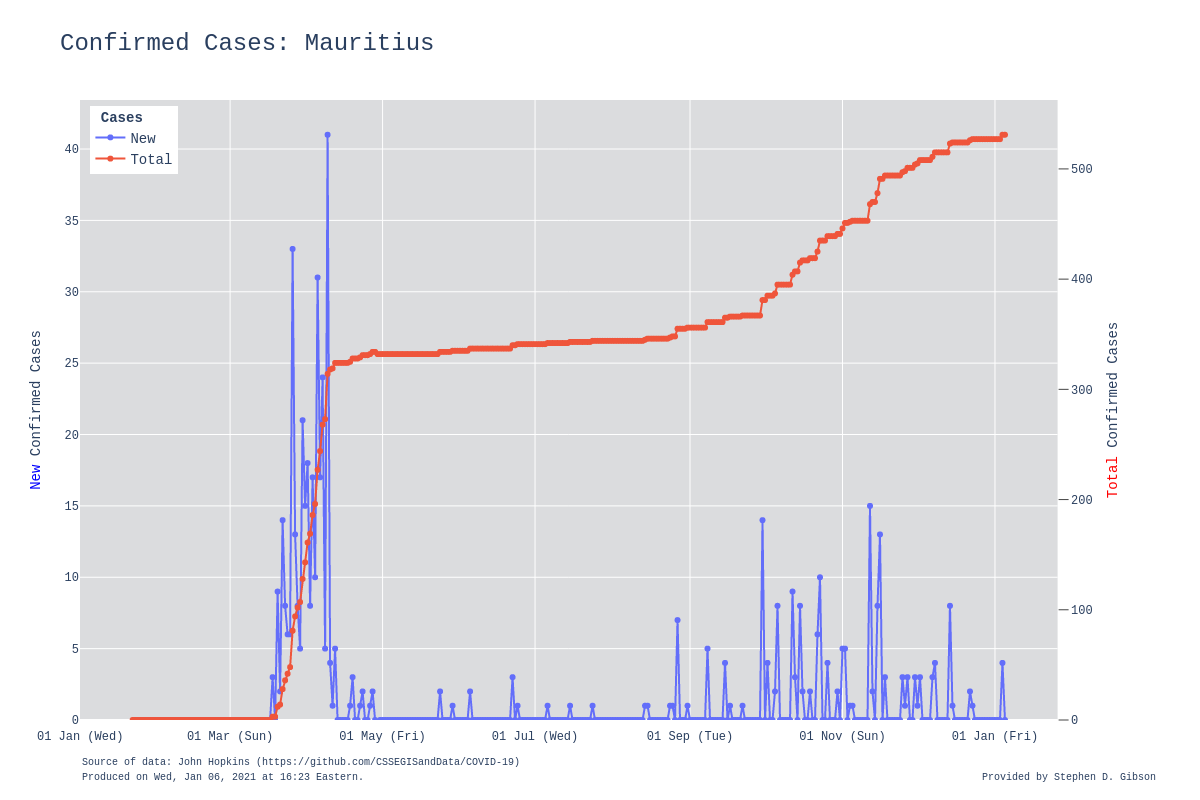 Confirmed Cases: Mauritius
Cases
New
Total
40
35
30
25
20
15
10
5
0
500
400
300
200
100
0
New Confirmed Cases
Total Confirmed Cases
01 Jan (Wed)
01 Mar (Sun)
01 May (Fri)
01 Jul (Wed)
01 Sep (Tue)
01 Nov (Sun)
01 Jan (Fri)
Source of data: John Hopkins (https://github.com/CSSEGISandData/COVID-19)
Produced on Wed, Jan 06, 2021 at 16:23 Eastern.
Provided by Stephen D. Gibson